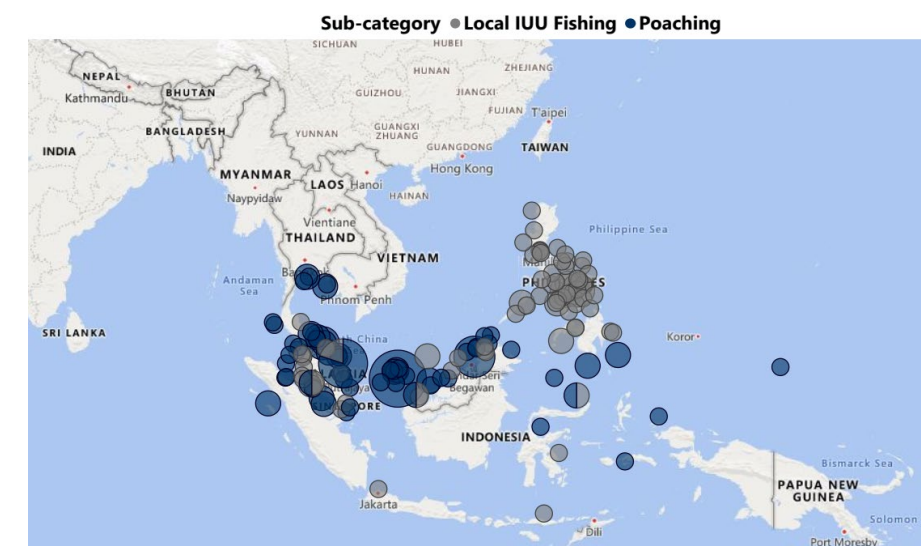 Sub-category Local IUU Fishing Poaching
SICHUAN
HUBEI
ZHEJIANG
NEPAL
HUNAN
Kathmandu
BHUTAN
GUIZHOU
JIANGXI
FUJIAN
T'aipei
BANGLADESH
YUNNAN
GUANGXI
ZHUANG
GUANGDONG
TAIWAN
INDIA
MYANMAR
Hong Kong
LAOS
Hanoi
Naypyidaw
HAINAN
Vientiane
THAILAND
Philippine Sea
VIETNAM
Andaman
Sea
Phnom Penh
SRI LANKA
China
Koror
Begawan
INDONESIA
Bismarck Sea
PAPUA NEW
GUINEA
Jakarta
Solomon
Dili
Port Moresby